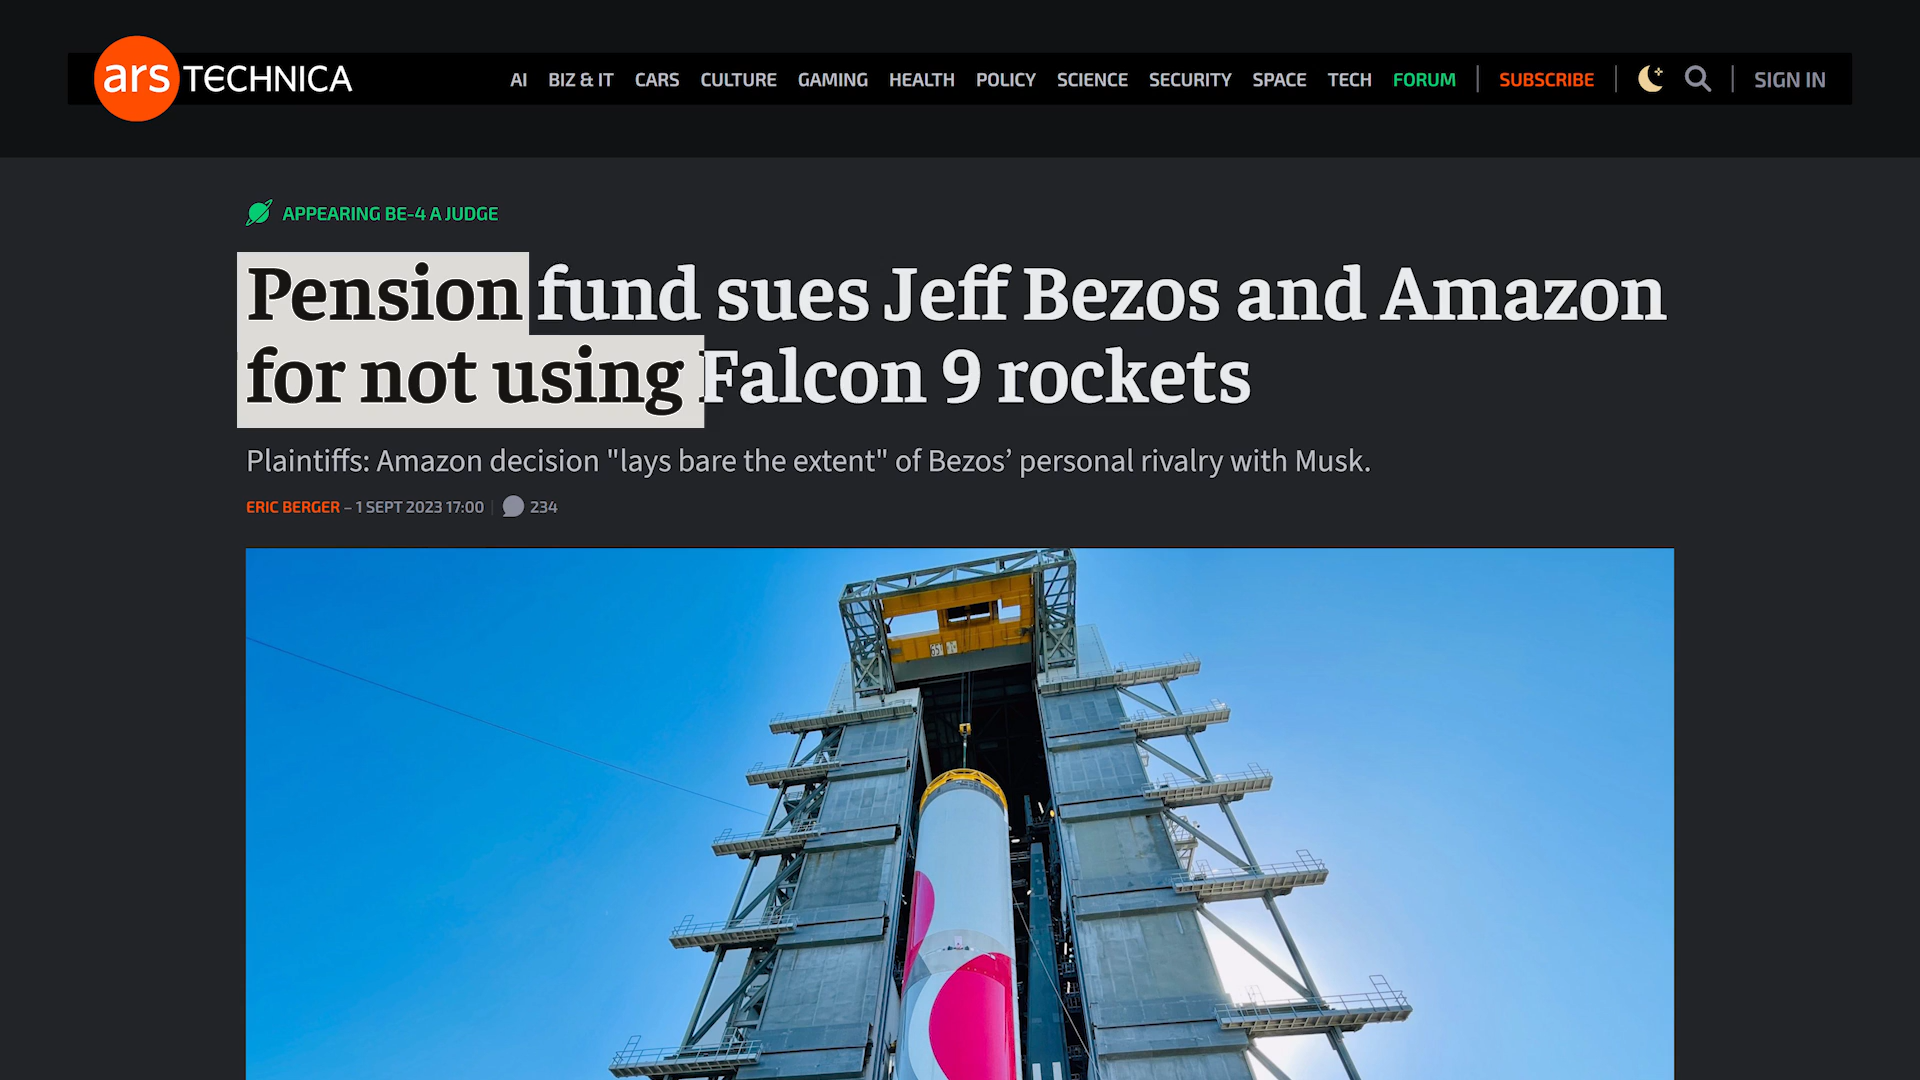 ars TECHNICA
AI BIZ & IT CARS CULTURE GAMING HEALTH POLICY SCIENCE SECURITY SPACE TECH FORUM SUBSCRIBE SIGN IN
APPEARING BE-4 A JUDGE
Pension fund sues Jeff Bezos and Amazon
for not using Falcon 9 rockets
Plaintiffs: Amazon decision "lays bare the extent" of Bezos’ personal rivalry with Musk.
ERIC BERGER – 1 SEPT 2023 17:00 | 234